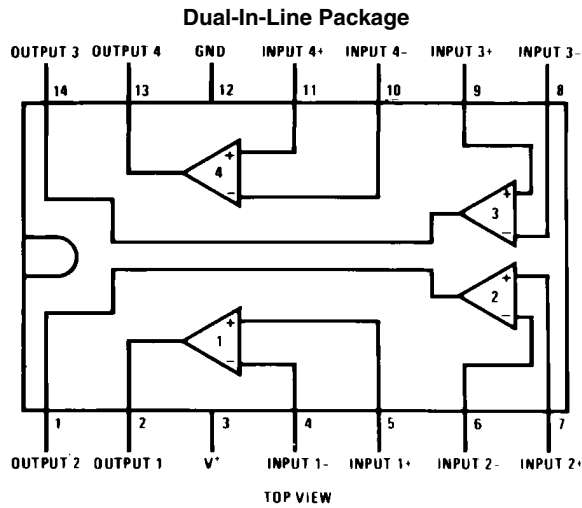 Dual-In-Line Package
OUTPUT 3 OUTPUT 4 GND INPUT 4+ INPUT 4- INPUT 3+ INPUT 3-
14 13 12 11 10 9 8
+
4
-
+
3
-
+
2
-
+
1
-
1 2 3 4 5 6 7
OUTPUT 2 OUTPUT 1 V+ INPUT 1- INPUT 1+ INPUT 2- INPUT 2+
TOP VIEW